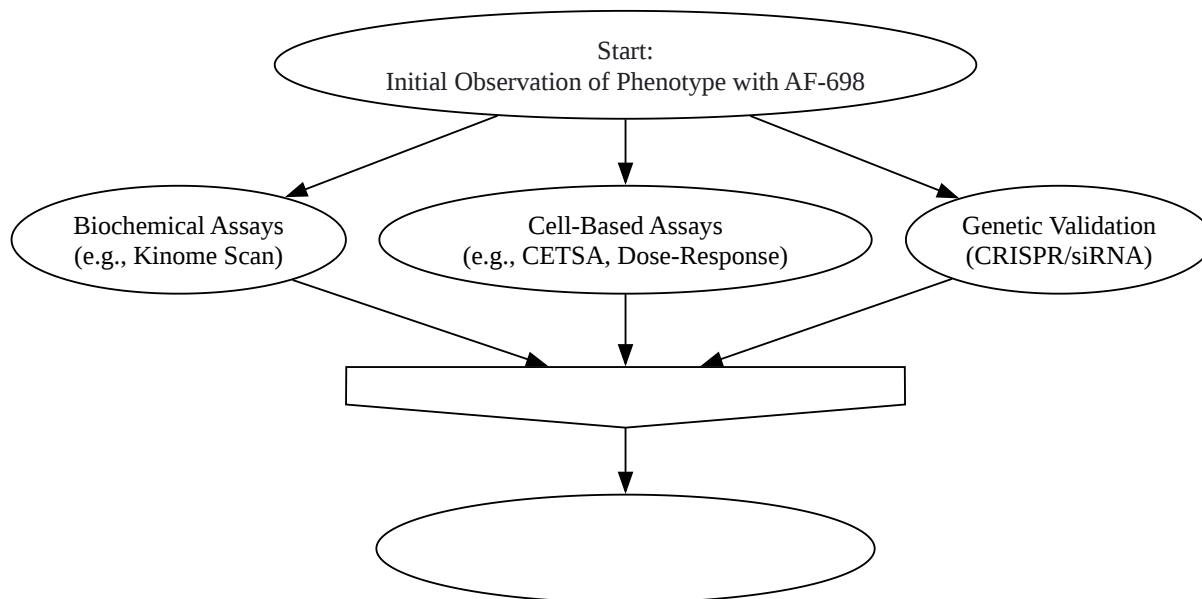 Start:
Initial Observation of Phenotype with AF-698
Biochemical Assays
(e.g., Kinome Scan)
Cell-Based Assays
(e.g., CETSA, Dose-Response)
Genetic Validation
(CRISPR/siRNA)